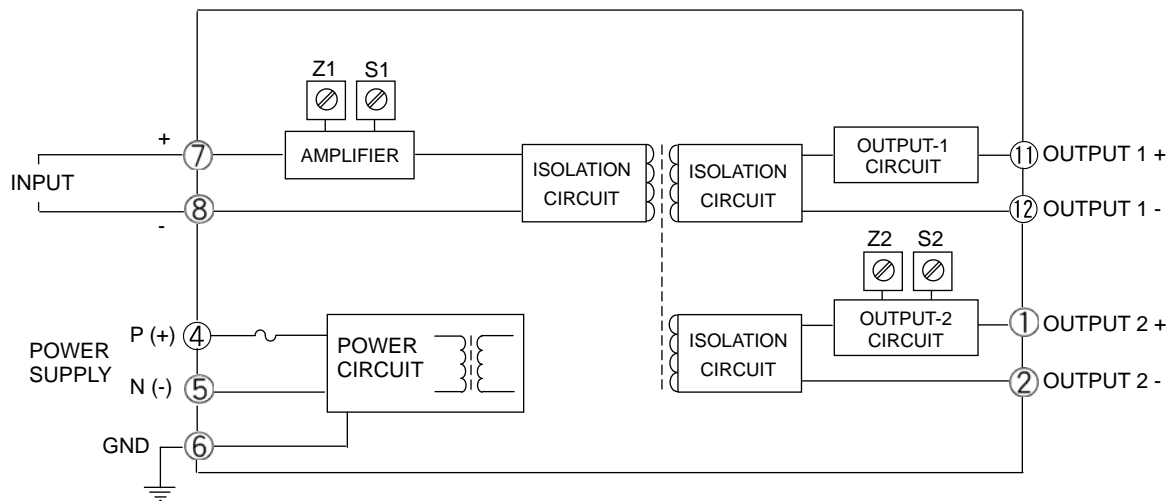 Z1 S1
+
7
AMPLIFIER
INPUT
8
-
ISOLATION
CIRCUIT
ISOLATION
CIRCUIT
OUTPUT-1
CIRCUIT
11 OUTPUT 1 +
12 OUTPUT 1 -
Z2 S2
POWER
SUPPLY
P (+) 4
N (-) 5
GND 6
POWER
CIRCUIT
ISOLATION
CIRCUIT
OUTPUT-2
CIRCUIT
1 OUTPUT 2 +
2 OUTPUT 2 -